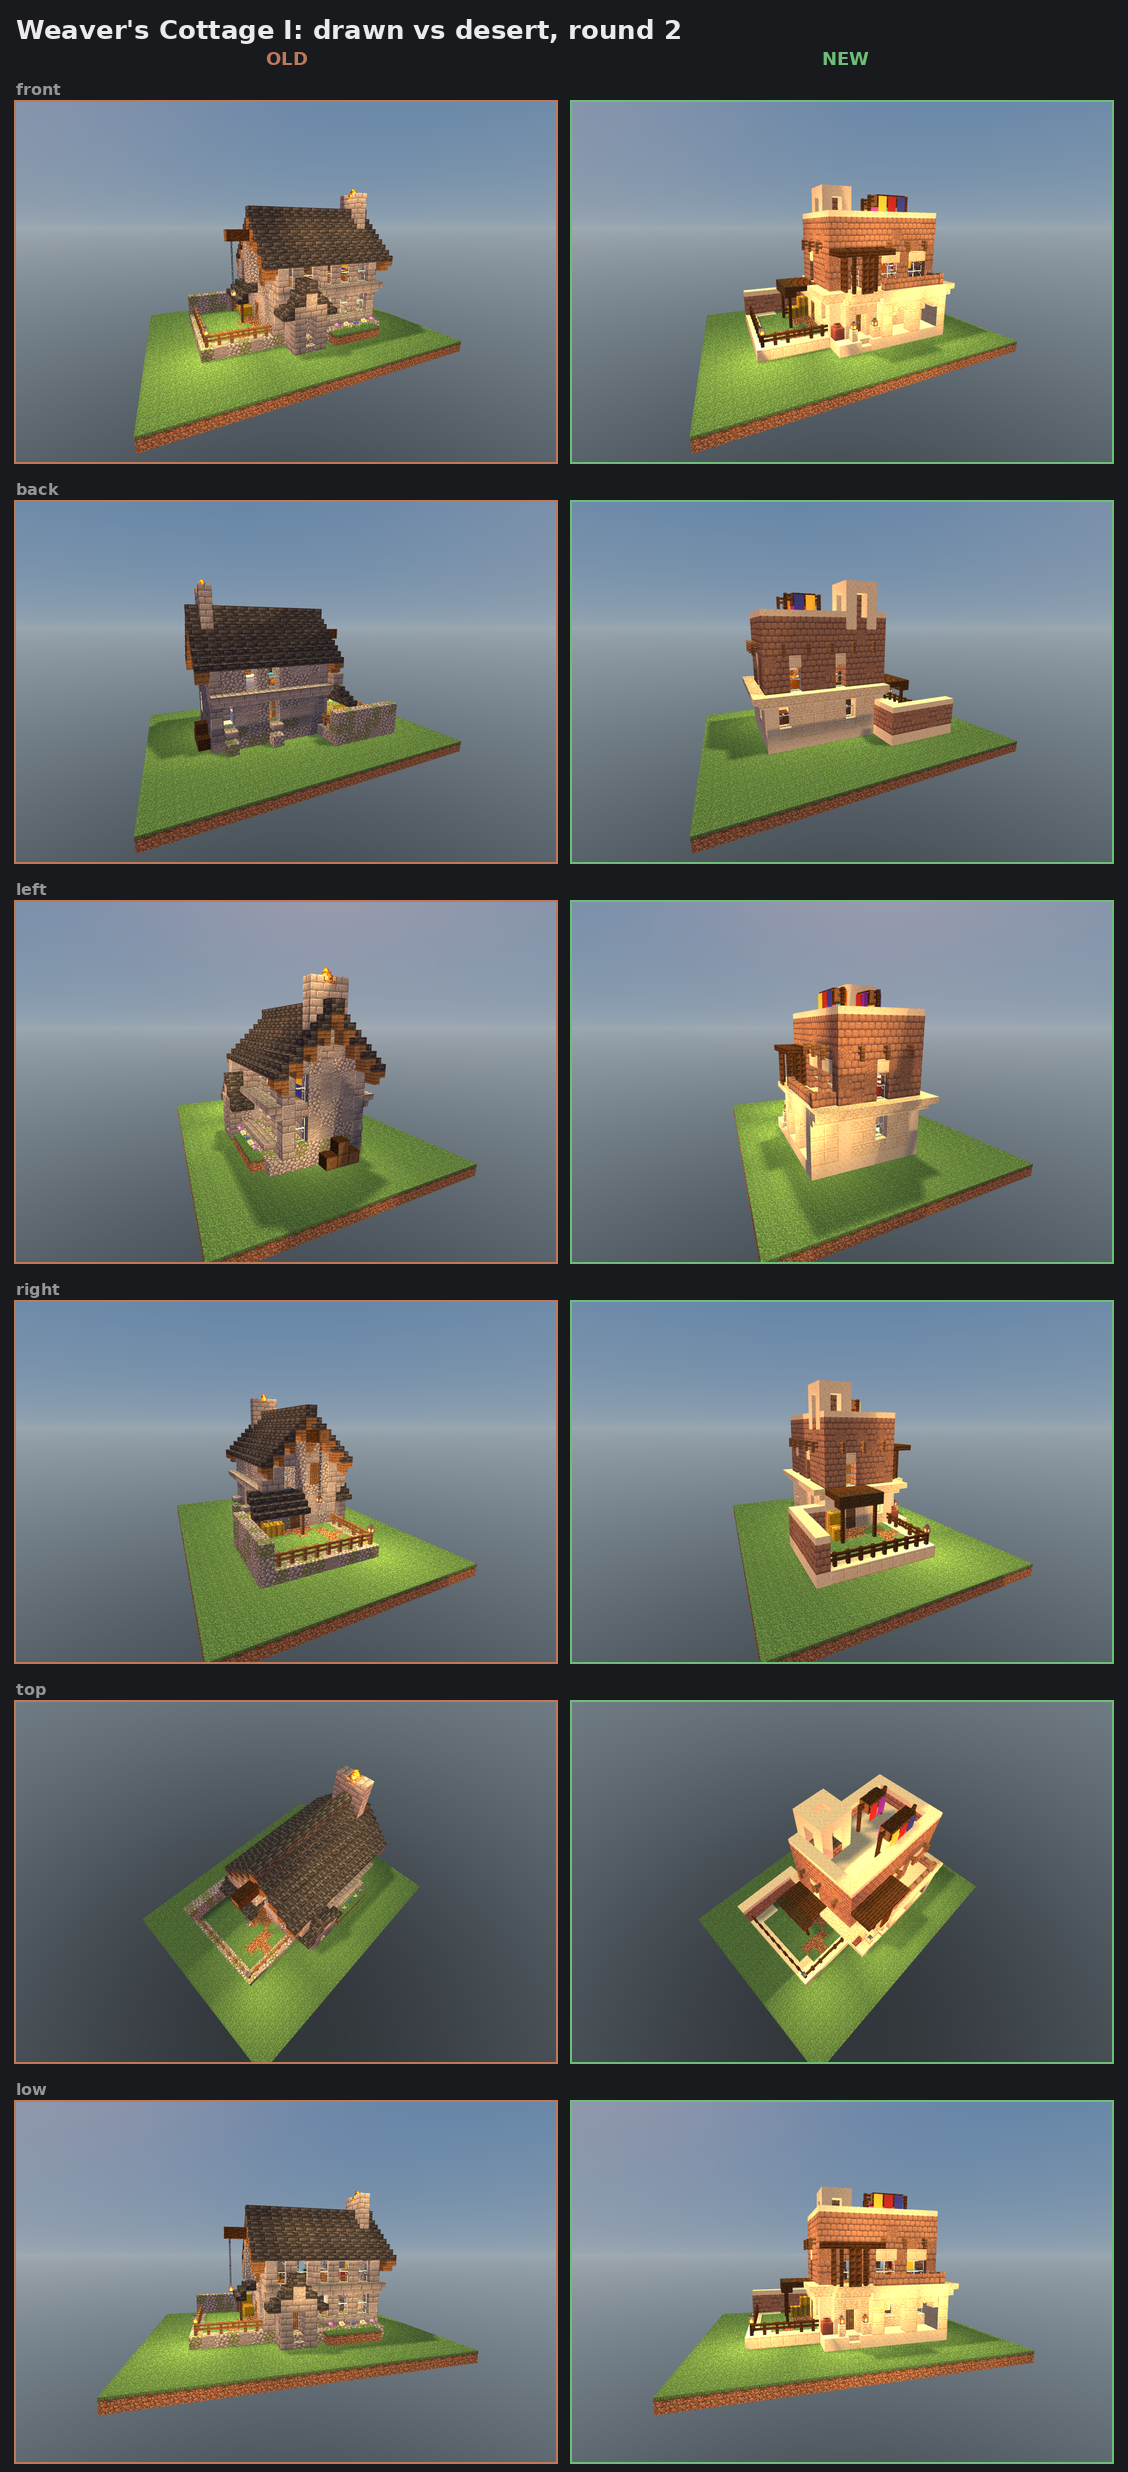 Weaver's Cottage I: drawn vs desert, round 2
OLD NEW
front
back
left
right
top
low